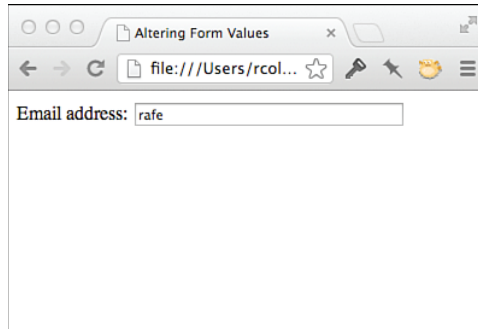 Altering Form Values
file:///Users/rcol...
Email address: rafe